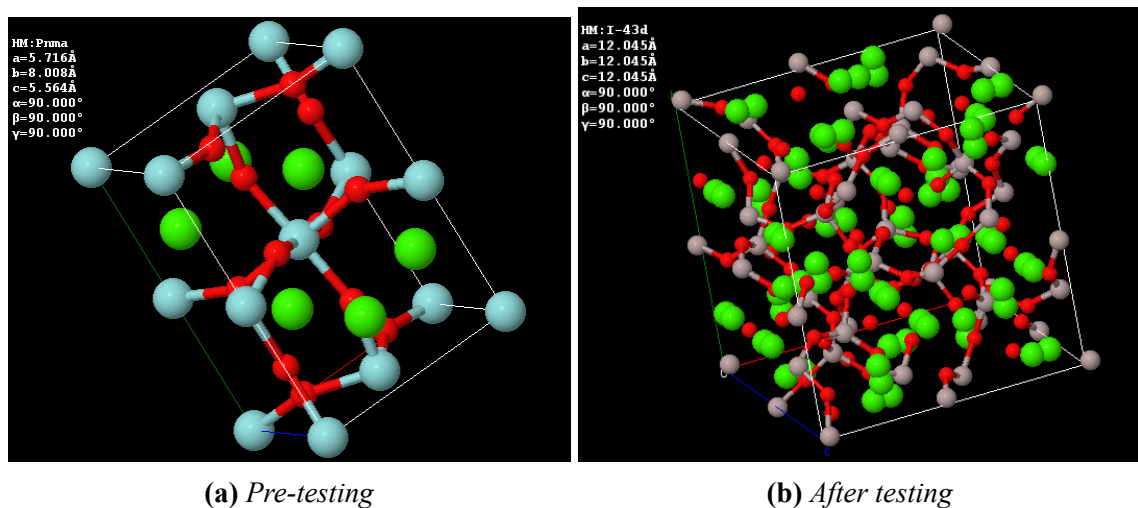 HM:Pnma
a=5.716Å
b=8.008Å
c=5.564Å
α=90.000°
β=90.000°
γ=90.000°
HM:I-43d
a=12.045Å
b=12.045Å
c=12.045Å
α=90.000°
β=90.000°
γ=90.000°
(a) Pre-testing
(b) After testing